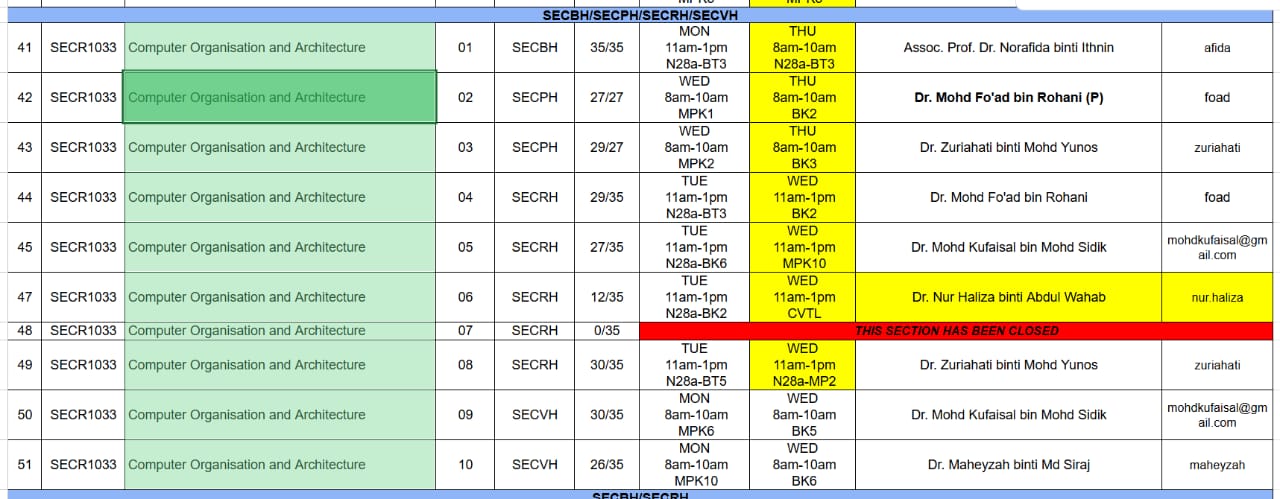 SECBH/SECPH/SECRH/SECVH
41 SECR1033 Computer Organisation and Architecture 01 SECBH 35/35 MON 11am-1pm N28a-BT3 THU 8am-10am N28a-BT3 Assoc. Prof. Dr. Norafida binti Ithnin afida
42 SECR1033 Computer Organisation and Architecture 02 SECPH 27/27 WED 8am-10am MPK1 THU 8am-10am BK2 Dr. Mohd Fo'ad bin Rohani (P) foad
43 SECR1033 Computer Organisation and Architecture 03 SECPH 29/27 WED 8am-10am MPK2 THU 8am-10am BK3 Dr. Zuriahati binti Mohd Yunos zuriahati
44 SECR1033 Computer Organisation and Architecture 04 SECRH 29/35 TUE 11am-1pm N28a-BT3 WED 11am-1pm BK2 Dr. Mohd Fo'ad bin Rohani foad
45 SECR1033 Computer Organisation and Architecture 05 SECRH 27/35 TUE 11am-1pm N28a-BK6 WED 11am-1pm MPK10 Dr. Mohd Kufaisal bin Mohd Sidik mohdkufaisal@gmail.com
47 SECR1033 Computer Organisation and Architecture 06 SECRH 12/35 TUE 11am-1pm N28a-BK2 WED 11am-1pm CVTL Dr. Nur Haliza binti Abdul Wahab nur.haliza
48 SECR1033 Computer Organisation and Architecture 07 SECRH 0/35 THIS SECTION HAS BEEN CLOSED
49 SECR1033 Computer Organisation and Architecture 08 SECRH 30/35 TUE 11am-1pm N28a-BT5 WED 11am-1pm N28a-MP2 Dr. Zuriahati binti Mohd Yunos zuriahati
50 SECR1033 Computer Organisation and Architecture 09 SECVH 30/35 MON 8am-10am MPK6 WED 8am-10am BK5 Dr. Mohd Kufaisal bin Mohd Sidik mohdkufaisal@gmail.com
51 SECR1033 Computer Organisation and Architecture 10 SECVH 26/35 MON 8am-10am MPK10 WED 8am-10am BK6 Dr. Maheyzah binti Md Siraj maheyzah
SECBH/SECRH